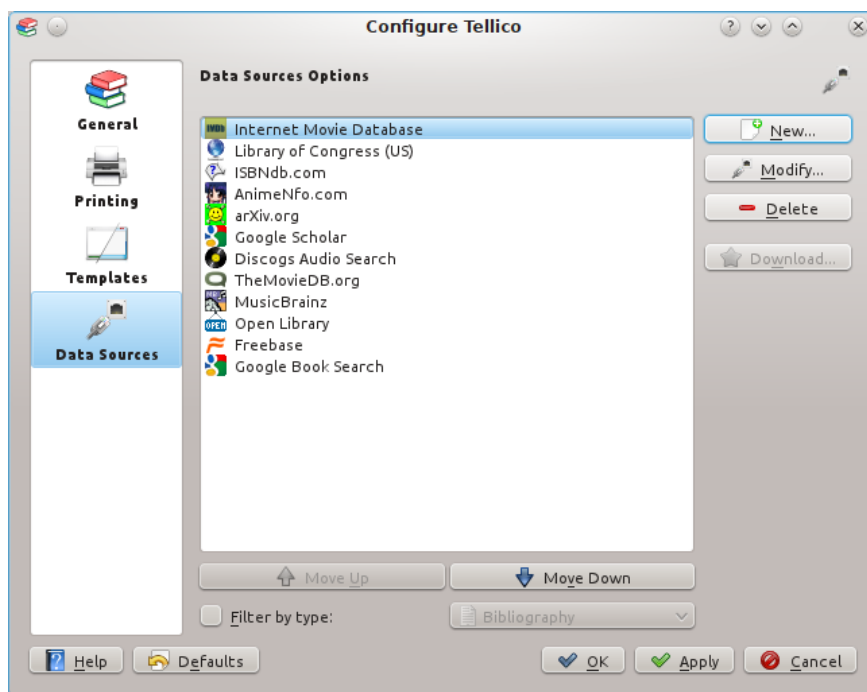 Configure Tellico
General
Printing
Templates
Data Sources
Data Sources Options
Internet Movie Database
Library of Congress (US)
ISBNdb.com
AnimeNfo.com
arXiv.org
Google Scholar
Discogs Audio Search
TheMovieDB.org
MusicBrainz
OPEN Open Library
Freebase
Google Book Search
New...
Modify...
Delete
Download...
Move Up
Move Down
Filter by type:
Bibliography
Help
Defaults
OK
Apply
Cancel